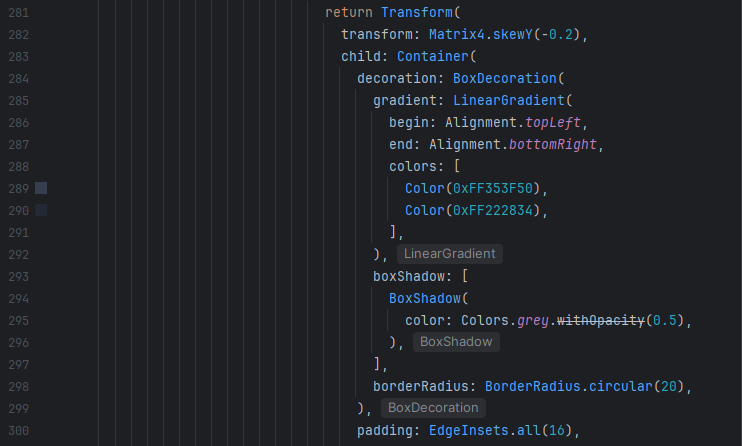 281 return Transform(
282 transform: Matrix4.skewY(-0.2),
283 child: Container(
284 decoration: BoxDecoration(
285 gradient: LinearGradient(
286 begin: Alignment.topLeft,
287 end: Alignment.bottomRight,
288 colors: [
289 Color(0xFF353F50),
290 Color(0xFF222834),
291 ],
292 ), LinearGradient
293 boxShadow: [
294 BoxShadow(
295 color: Colors.grey.withOpacity(0.5),
296 ), BoxShadow
297 ],
298 borderRadius: BorderRadius.circular(20),
299 ), BoxDecoration
300 padding: EdgeInsets.all(16),